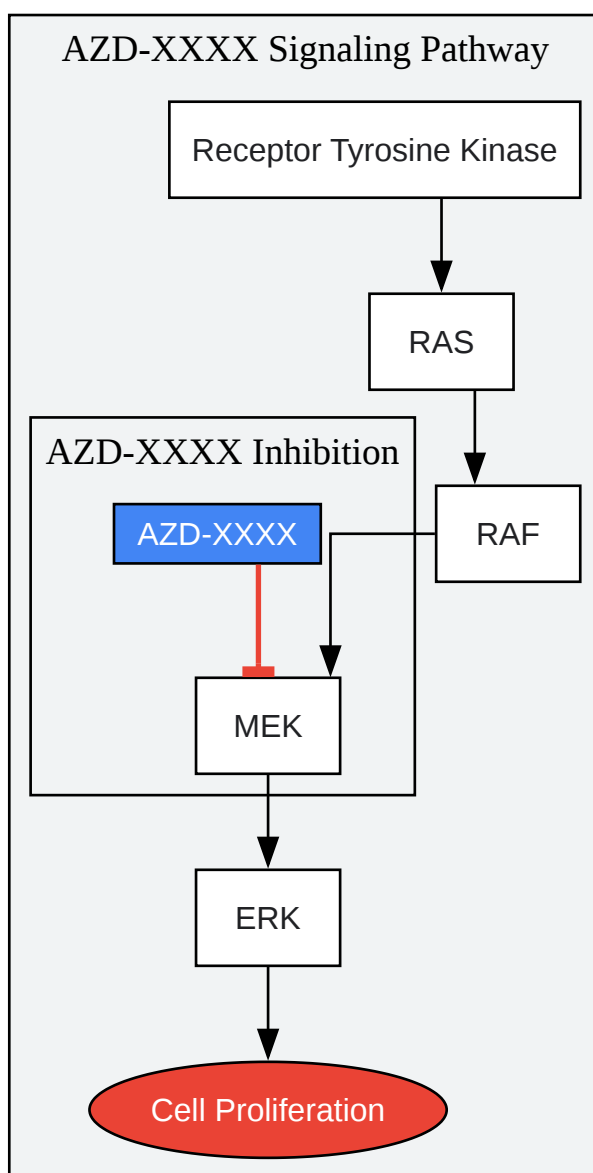 AZD-XXXX Signaling Pathway
Receptor Tyrosine Kinase
RAS
AZD-XXXX Inhibition
AZD-XXXX
RAF
MEK
ERK
Cell Proliferation